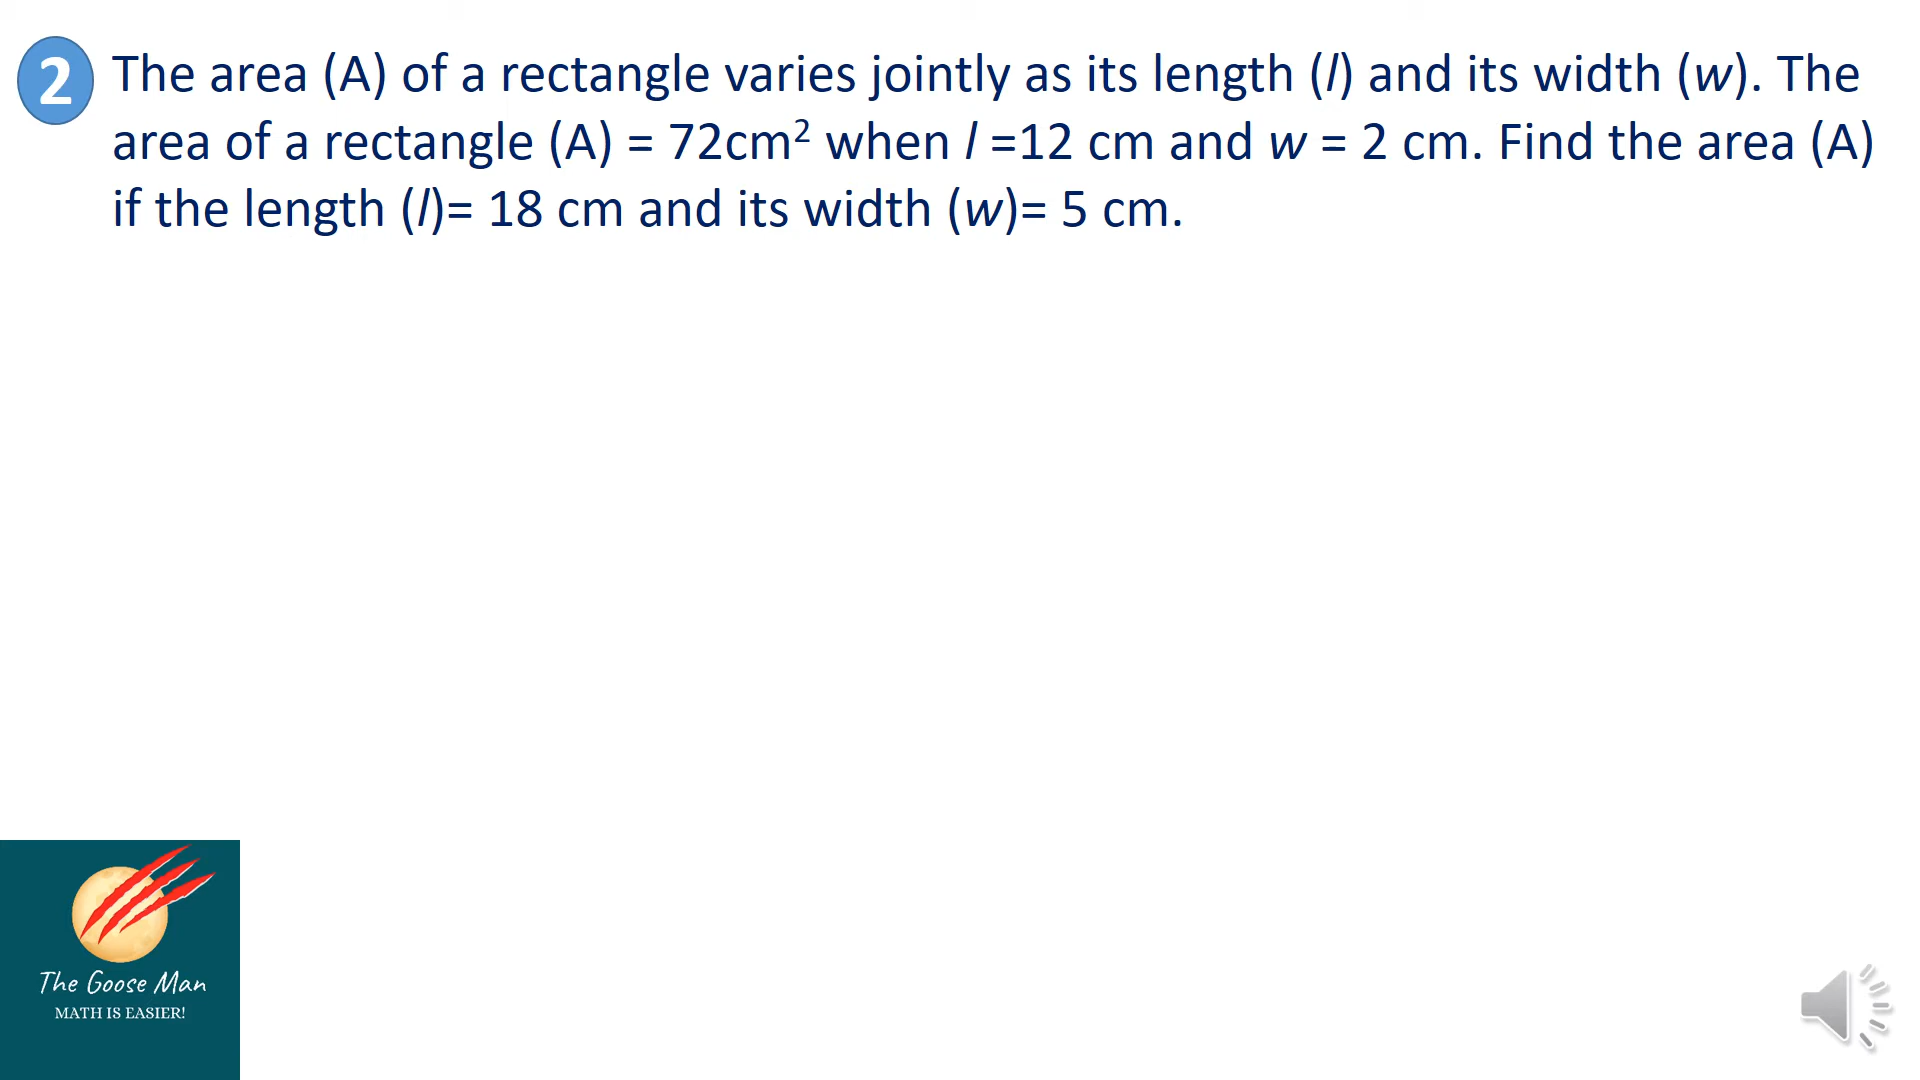 2
The area (A) of a rectangle varies jointly as its length (l) and its width (w). The
area of a rectangle (A) = 72cm² when l =12 cm and w = 2 cm. Find the area (A)
if the length (l)= 18 cm and its width (w)= 5 cm.
The Goose Man
MATH IS EASIER!